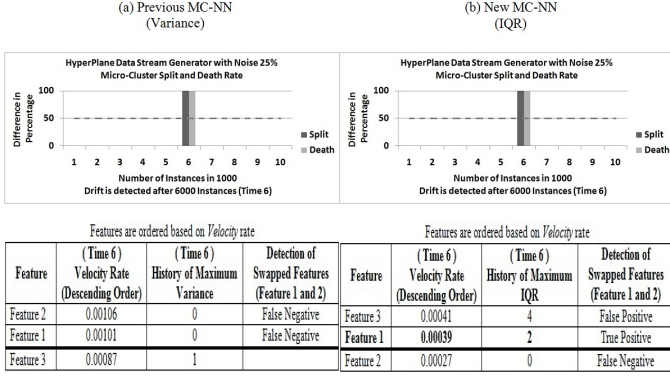 (a) Previous MC-NN
(Variance)
HyperPlane Data Stream Generator with Noise 25%
Micro-Cluster Split and Death Rate
Difference in
Percentage
100
50
0
1 2 3 4 5 6 7 8 9 10
Split
Death
Number of Instances in 1000
Drift is detected after 6000 Instances (Time 6)
Features are ordered based on Velocity rate
Feature | (Time 6) Velocity Rate (Descending Order) | (Time 6) History of Maximum Variance | Detection of Swapped Features (Feature 1 and 2)
Feature 2 | 0.00106 | 0 | False Negative
Feature 1 | 0.00101 | 0 | False Negative
Feature 3 | 0.00087 | 1
(b) New MC-NN
(IQR)
HyperPlane Data Stream Generator with Noise 25%
Micro-Cluster Split and Death Rate
Difference in
Percentage
100
50
0
1 2 3 4 5 6 7 8 9 10
Split
Death
Number of Instances in 1000
Drift is detected after 6000 Instances (Time 6)
Features are ordered based on Velocity rate
Feature | (Time 6) Velocity Rate (Descending Order) | (Time 6) History of Maximum IQR | Detection of Swapped Features (Feature 1 and 2)
Feature 3 | 0.00041 | 4 | False Positive
Feature 1 | 0.00039 | 2 | True Positive
Feature 2 | 0.00027 | 0 | False Negative